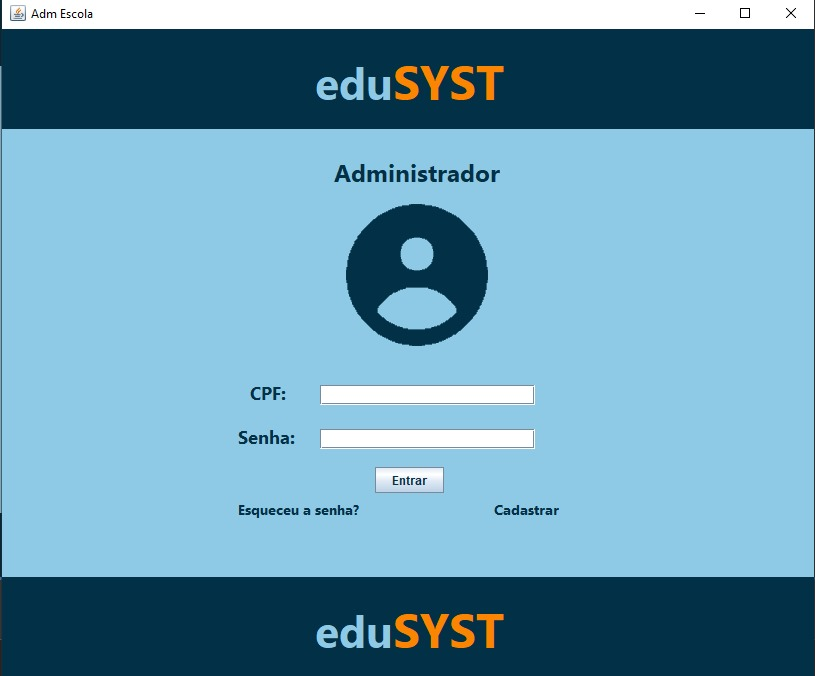 Adm Escola
eduSYST
Administrador
CPF:
Senha:
Entrar
Esqueceu a senha? Cadastrar
eduSYST